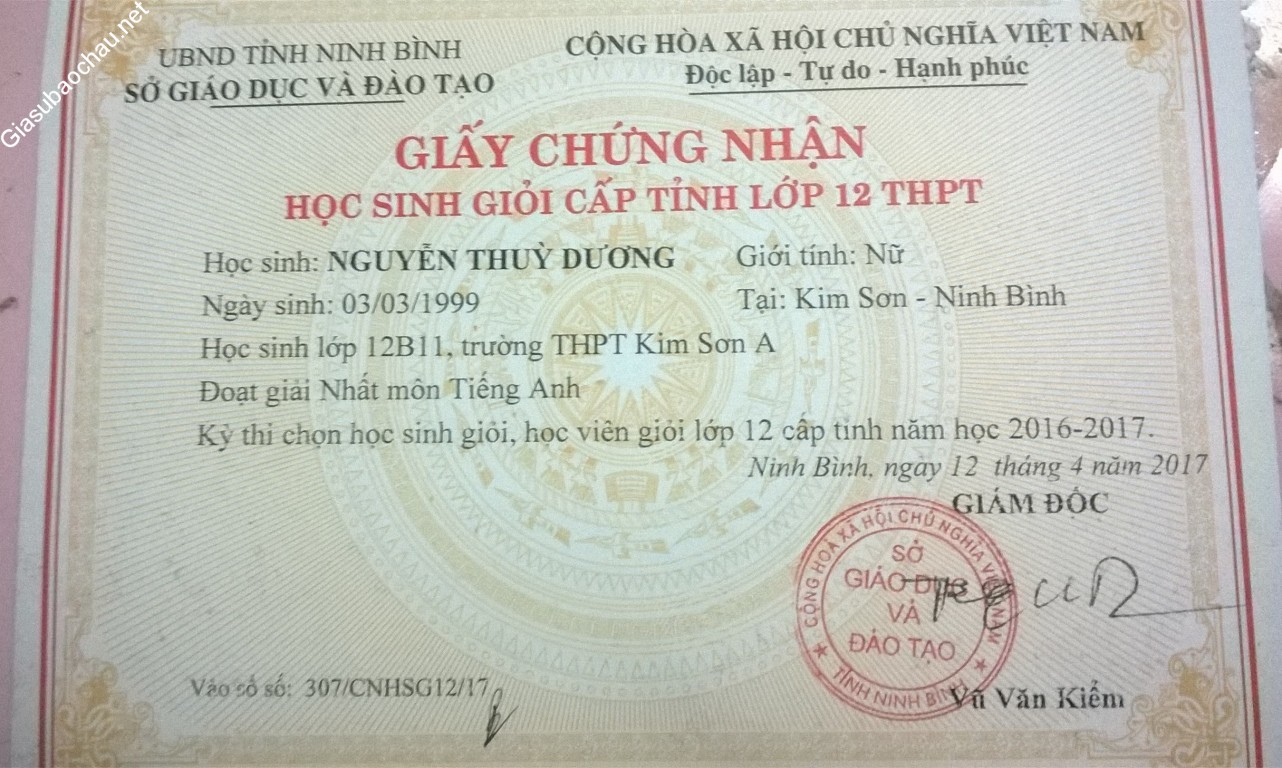 Giasubaochau.net
UBND TỈNH NINH BÌNH
SỞ GIÁO DỤC VÀ ĐÀO TẠO
CỘNG HÒA XÃ HỘI CHỦ NGHĨA VIỆT NAM
Độc lập - Tự do - Hạnh phúc
GIẤY CHỨNG NHẬN
HỌC SINH GIỎI CẤP TỈNH LỚP 12 THPT
Học sinh: NGUYỄN THUỲ DƯƠNG Giới tính: Nữ
Ngày sinh: 03/03/1999 Tại: Kim Sơn - Ninh Bình
Học sinh lớp 12B11, trường THPT Kim Sơn A
Đoạt giải Nhất môn Tiếng Anh
Kỳ thi chọn học sinh giỏi, học viên giỏi lớp 12 cấp tỉnh năm học 2016-2017.
Ninh Bình, ngày 12 tháng 4 năm 2017
GIÁM ĐỐC
CỘNG HOÀ XÃ HỘI CHỦ NGHĨA VIỆT NAM
SỞ
GIÁO DỤC
VÀ
ĐÀO TẠO
TỈNH NINH BÌNH
Vũ Văn Kiểm
Vào sổ số: 307/CNHSG12/17